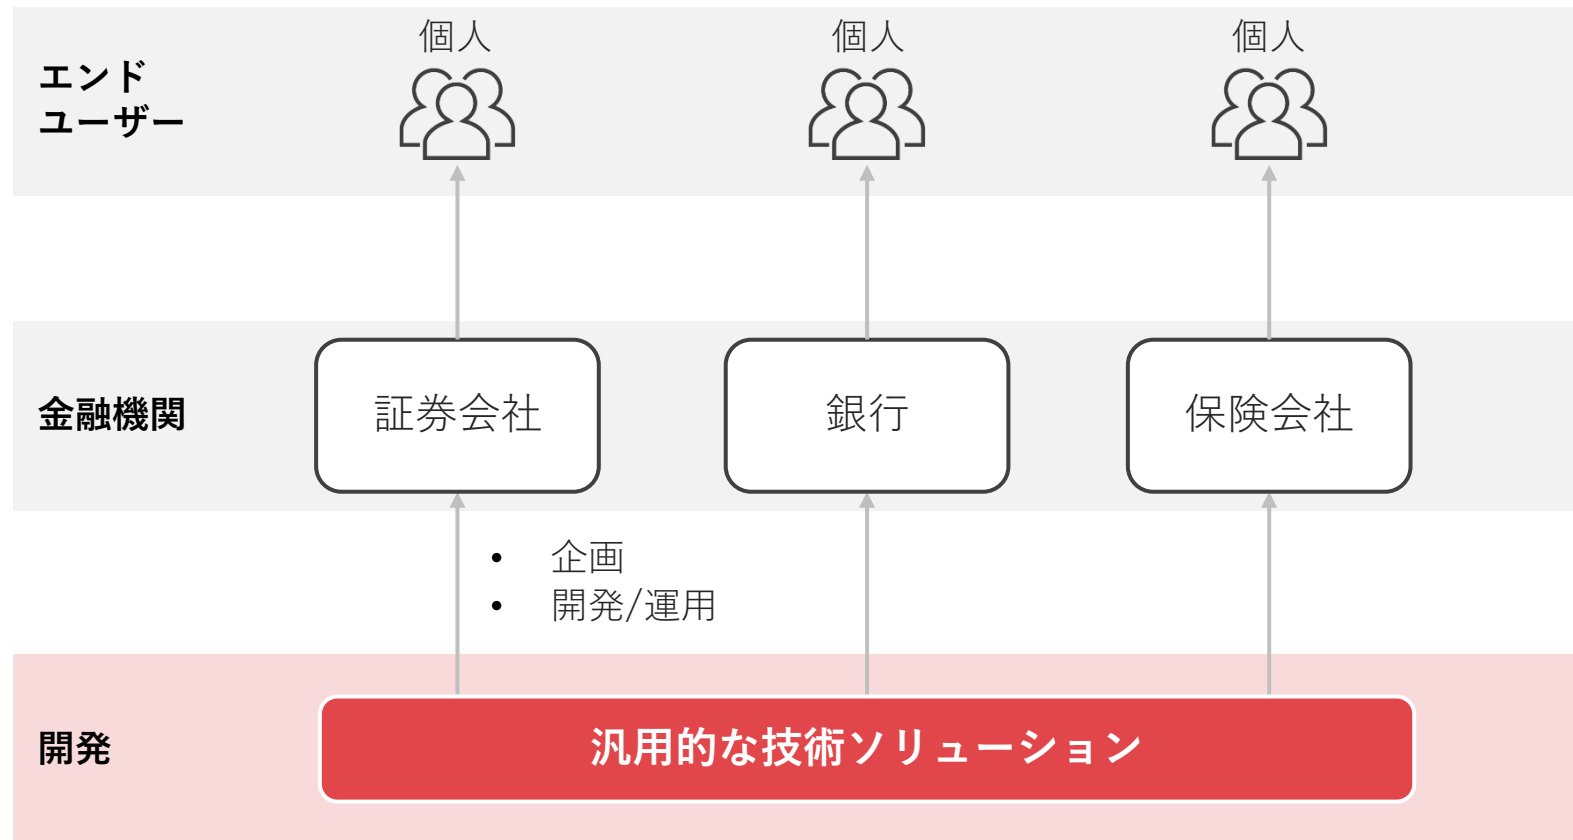 個人
個人
個人
エンド
ユーザー
金融機関
証券会社
銀行
保険会社
• 企画
• 開発/運用
開発
汎用的な技術ソリューション